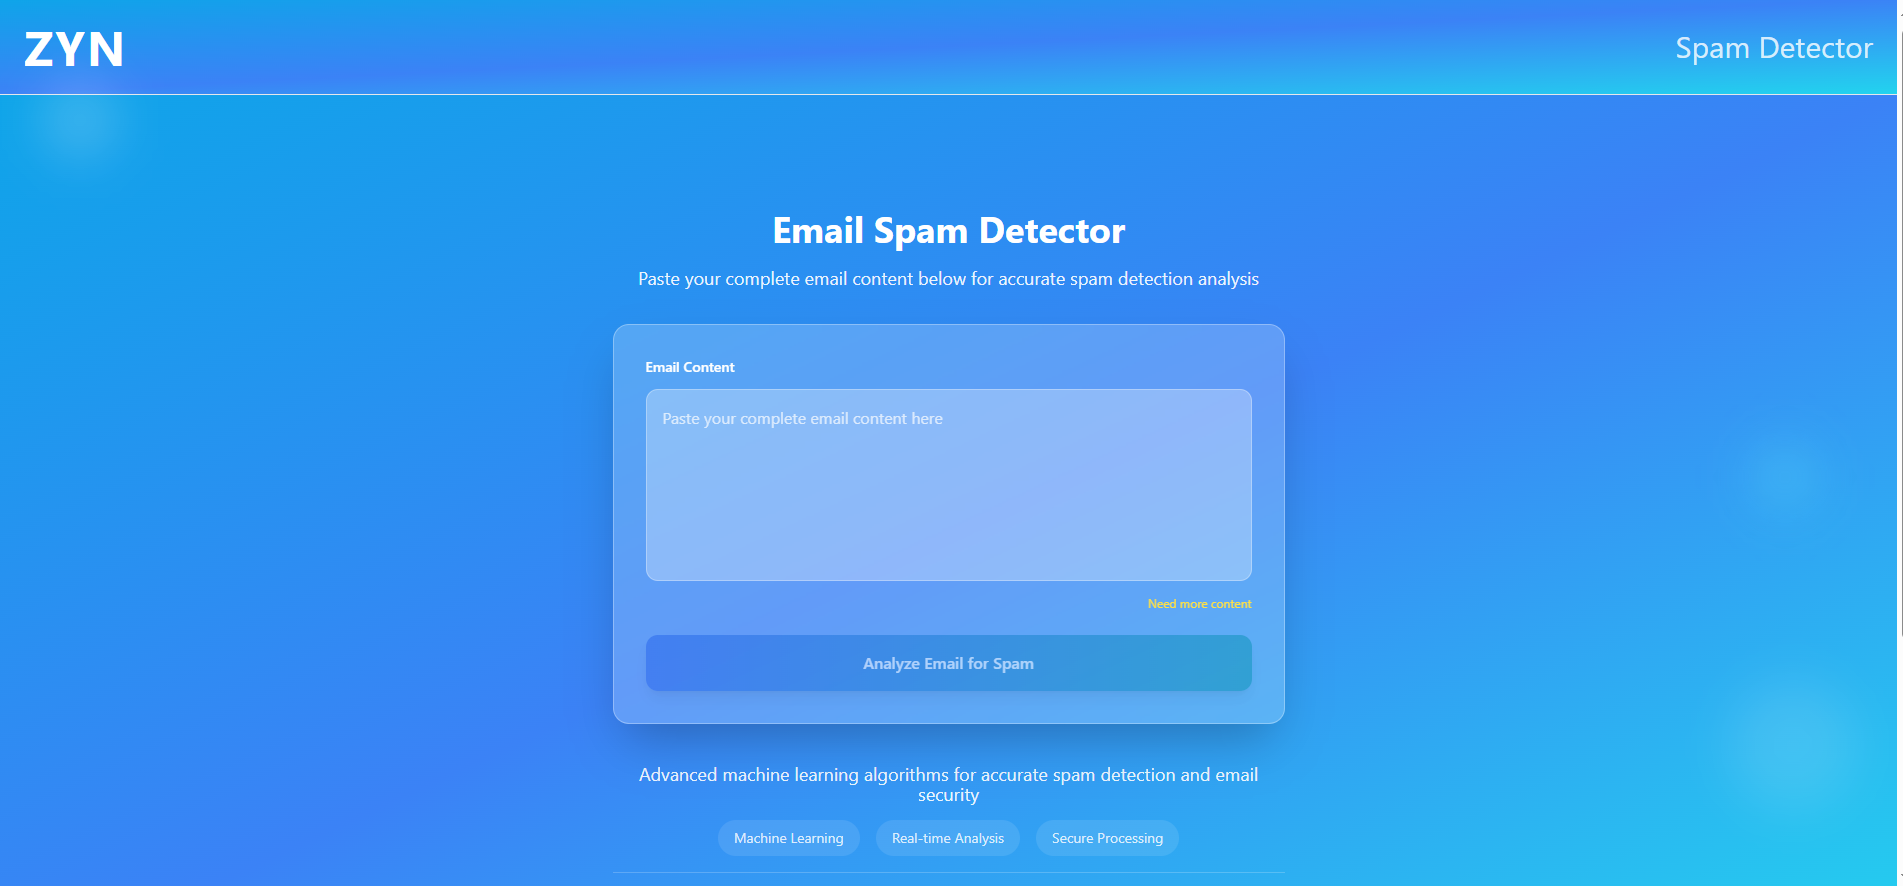 ZYN
Spam Detector
Email Spam Detector
Paste your complete email content below for accurate spam detection analysis
Email Content
Paste your complete email content here
Need more content
Analyze Email for Spam
Advanced machine learning algorithms for accurate spam detection and email
security
Machine Learning
Real-time Analysis
Secure Processing